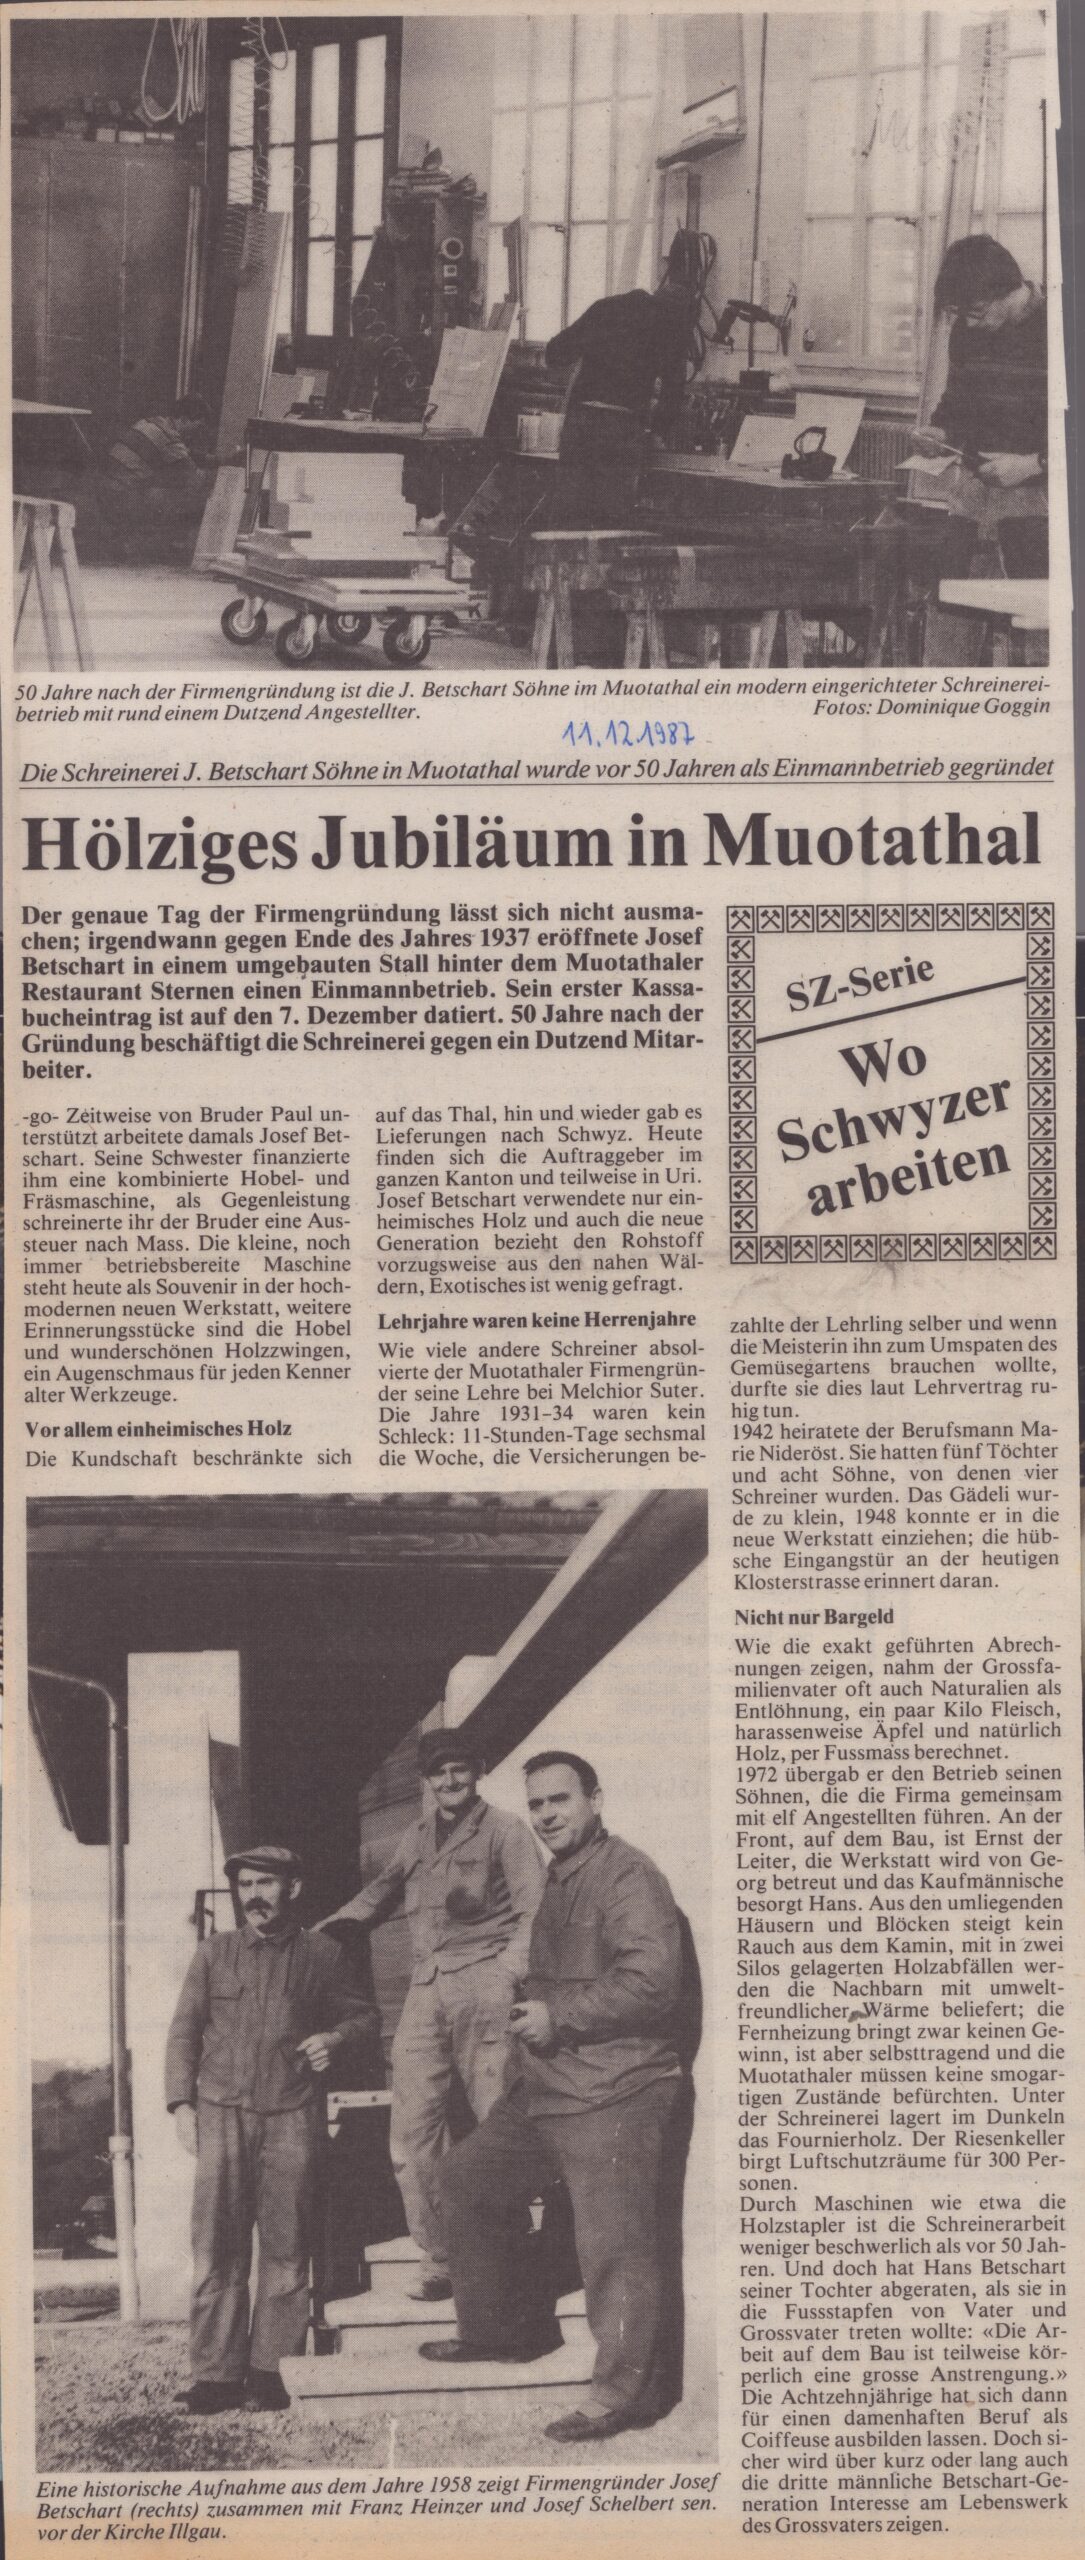 50 Jahre nach der Firmengründung ist die J. Betschart Söhne im Muotathal ein modern eingerichteter Schreinerei-
betrieb mit rund einem Dutzend Angestellter. Fotos: Dominique Goggin
11.12.1987
Die Schreinerei J. Betschart Söhne in Muotathal wurde vor 50 Jahren als Einmannbetrieb gegründet
Hölziges Jubiläum in Muotathal
Der genaue Tag der Firmengründung lässt sich nicht ausma-
chen; irgendwann gegen Ende des Jahres 1937 eröffnete Josef
Betschart in einem umgebauten Stall hinter dem Muotathaler
Restaurant Sternen einen Einmannbetrieb. Sein erster Kassa-
bucheintrag ist auf den 7. Dezember datiert. 50 Jahre nach der
Gründung beschäftigt die Schreinerei gegen ein Dutzend Mitar-
beiter.
SZ-Serie
Wo
Schwyzer
arbeiten
-go- Zeitweise von Bruder Paul un-
terstützt arbeitete damals Josef Bet-
schart. Seine Schwester finanzierte
ihm eine kombinierte Hobel- und
Fräsmaschine, als Gegenleistung
schreinerte ihr der Bruder eine Aus-
steuer nach Mass. Die kleine, noch
immer betriebsbereite Maschine
steht heute als Souvenir in der hoch-
modernen neuen Werkstatt, weitere
Erinnerungsstücke sind die Hobel
und wunderschönen Holzzwingen,
ein Augenschmaus für jeden Kenner
alter Werkzeuge.
Vor allem einheimisches Holz
Die Kundschaft beschränkte sich
auf das Thal, hin und wieder gab es
Lieferungen nach Schwyz. Heute
finden sich die Auftraggeber im
ganzen Kanton und teilweise in Uri.
Josef Betschart verwendete nur ein-
heimisches Holz und auch die neue
Generation bezieht den Rohstoff
vorzugsweise aus den nahen Wäl-
dern, Exotisches ist wenig gefragt.
Lehrjahre waren keine Herrenjahre
Wie viele andere Schreiner absol-
vierte der Muotathaler Firmengrün-
der seine Lehre bei Melchior Suter.
Die Jahre 1931–34 waren kein
Schleck: 11-Stunden-Tage sechsmal
die Woche, die Versicherungen be-
zahlte der Lehrling selber und wenn
die Meisterin ihn zum Umspaten des
Gemüsegartens brauchen wollte,
durfte sie dies laut Lehrvertrag ru-
hig tun.
1942 heiratete der Berufsmann Ma-
rie Nideröst. Sie hatten fünf Töchter
und acht Söhne, von denen vier
Schreiner wurden. Das Gädeli wur-
de zu klein, 1948 konnte er in die
neue Werkstatt einziehen; die hüb-
sche Eingangstür an der heutigen
Klosterstrasse erinnert daran.
Nicht nur Bargeld
Wie die exakt geführten Abrech-
nungen zeigen, nahm der Grossfa-
milienvater oft auch Naturalien als
Entlöhnung, ein paar Kilo Fleisch,
harassenweise Äpfel und natürlich
Holz, per Fussmass berechnet.
1972 übergab er den Betrieb seinen
Söhnen, die die Firma gemeinsam
mit elf Angestellten führen. An der
Front, auf dem Bau, ist Ernst der
Leiter, die Werkstatt wird von Ge-
org betreut und das Kaufmännische
besorgt Hans. Aus den umliegenden
Häusern und Blöcken steigt kein
Rauch aus dem Kamin, mit in zwei
Silos gelagerten Holzabfällen wer-
den die Nachbarn mit umwelt-
freundlicher Wärme beliefert; die
Fernheizung bringt zwar keinen Ge-
winn, ist aber selbsttragend und die
Muotathaler müssen keine smogar-
tigen Zustände befürchten. Unter
der Schreinerei lagert im Dunkeln
das Fournierholz. Der Riesenkeller
birgt Luftschutzräume für 300 Per-
sonen.
Durch Maschinen wie etwa die
Holzstapler ist die Schreinerarbeit
weniger beschwerlich als vor 50 Jah-
ren. Und doch hat Hans Betschart
seiner Tochter abgeraten, als sie in
die Fussstapfen von Vater und
Grossvater treten wollte: «Die Ar-
beit auf dem Bau ist teilweise kör-
perlich eine grosse Anstrengung.»
Die Achtzehnjährige hat sich dann
für einen damenhaften Beruf als
Coiffeuse ausbilden lassen. Doch si-
cher wird über kurz oder lang auch
die dritte männliche Betschart-Ge-
neration Interesse am Lebenswerk
des Grossvaters zeigen.
Eine historische Aufnahme aus dem Jahre 1958 zeigt Firmengründer Josef
Betschart (rechts) zusammen mit Franz Heinzer und Josef Schelbert sen.
vor der Kirche Illgau.